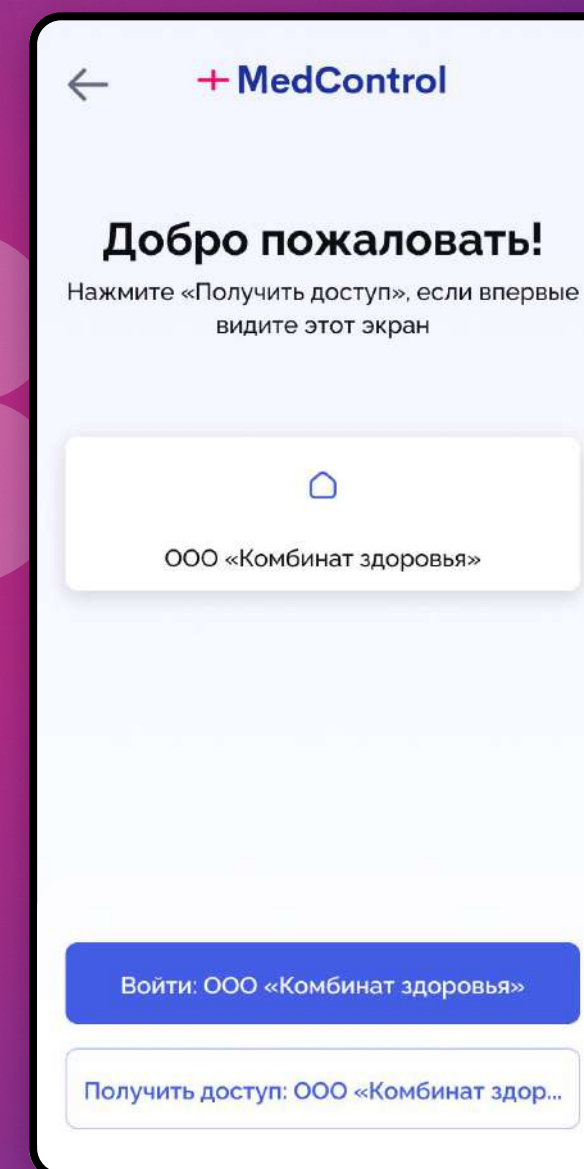 MedControl
Добро пожаловать!
Нажмите «Получить доступ», если впервые
видите этот экран
ООО «Комбинат здоровья»
Войти: ООО «Комбинат здоровья»
Получить доступ: ООО «Комбинат здор...